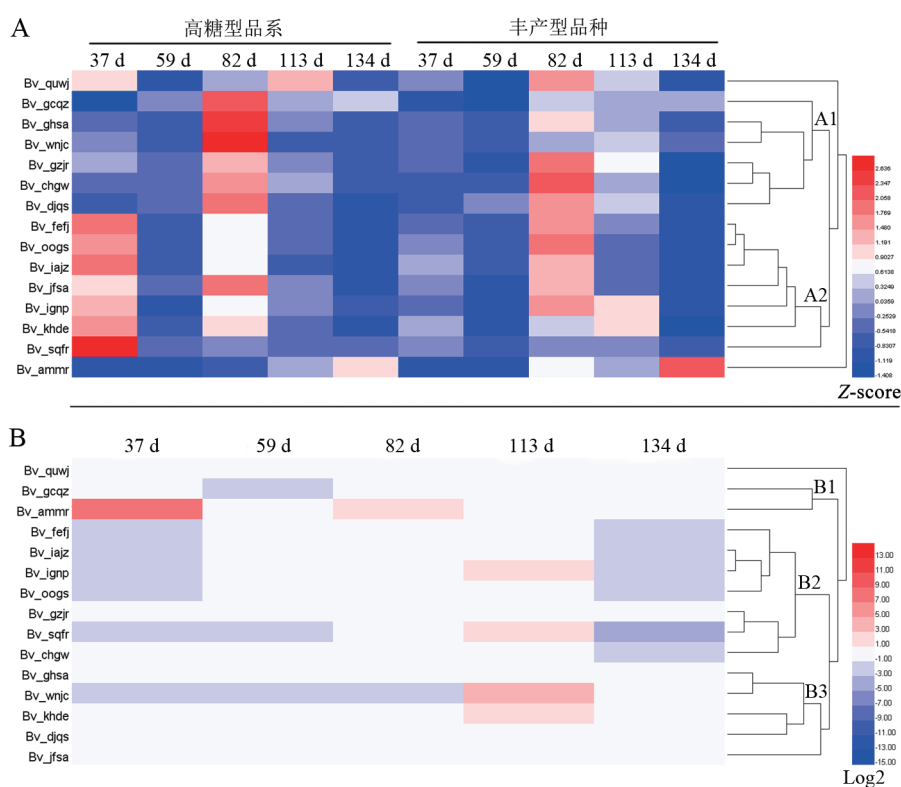 A
高糖型品系 丰产型品种
37 d 59 d 82 d 113 d 134 d 37 d 59 d 82 d 113 d 134 d
Bv_quwj
Bv_gcqz
Bv_ghsa
Bv_wnjc
Bv_gzjr
Bv_chgw
Bv_djqs
Bv_fefj
Bv_oogs
Bv_iajz
Bv_jfsa
Bv_ignp
Bv_khde
Bv_sqfr
Bv_ammr
A1
A2
2.636
2.347
2.058
1.769
1.480
1.191
0.9027
0.6138
0.3249
0.0359
-0.2529
-0.5418
-0.8307
-1.119
-1.408
Z-score
B
37 d 59 d 82 d 113 d 134 d
Bv_quwj
Bv_gcqz
Bv_ammr
Bv_fefj
Bv_iajz
Bv_ignp
Bv_oogs
Bv_gzjr
Bv_sqfr
Bv_chgw
Bv_ghsa
Bv_wnjc
Bv_khde
Bv_djqs
Bv_jfsa
B1
B2
B3
13.00
11.00
9.00
7.00
5.00
3.00
1.00
-1.00
-3.00
-5.00
-7.00
-9.00
-11.00
-13.00
-15.00
Log2